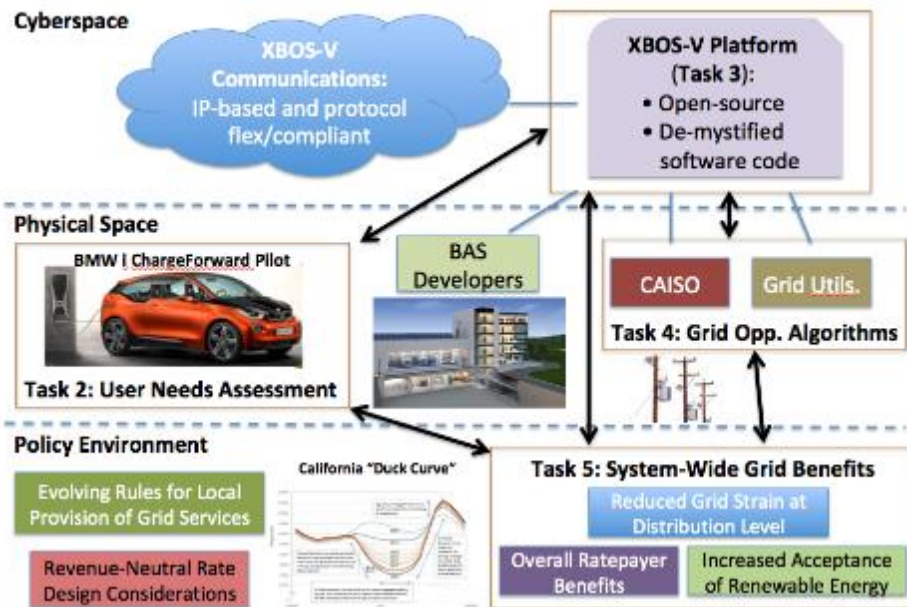 Cyberspace
XBOS-V
Communications:
IP-based and protocol
flex/compliant
XBOS-V Platform
(Task 3):
• Open-source
• De-mystified
software code
Physical Space
BMW i ChargeForward Pilot
Task 2: User Needs Assessment
BAS
Developers
CAISO
Grid Utils.
Task 4: Grid Opp. Algorithms
Policy Environment
Evolving Rules for Local
Provision of Grid Services
Revenue-Neutral Rate
Design Considerations
California “Duck Curve”
Task 5: System-Wide Grid Benefits
Reduced Grid Strain at
Distribution Level
Overall Ratepayer
Benefits
Increased Acceptance
of Renewable Energy